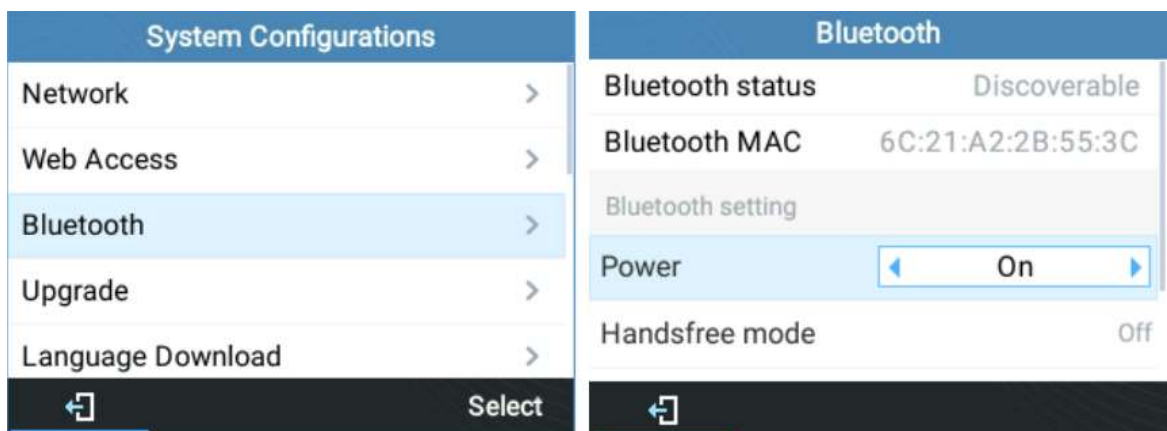 System Configurations
Network
Web Access
Bluetooth
Upgrade
Language Download
Select
Bluetooth
Bluetooth status Discoverable
Bluetooth MAC 6C:21:A2:2B:55:3C
Bluetooth setting
Power On
Handsfree mode Off